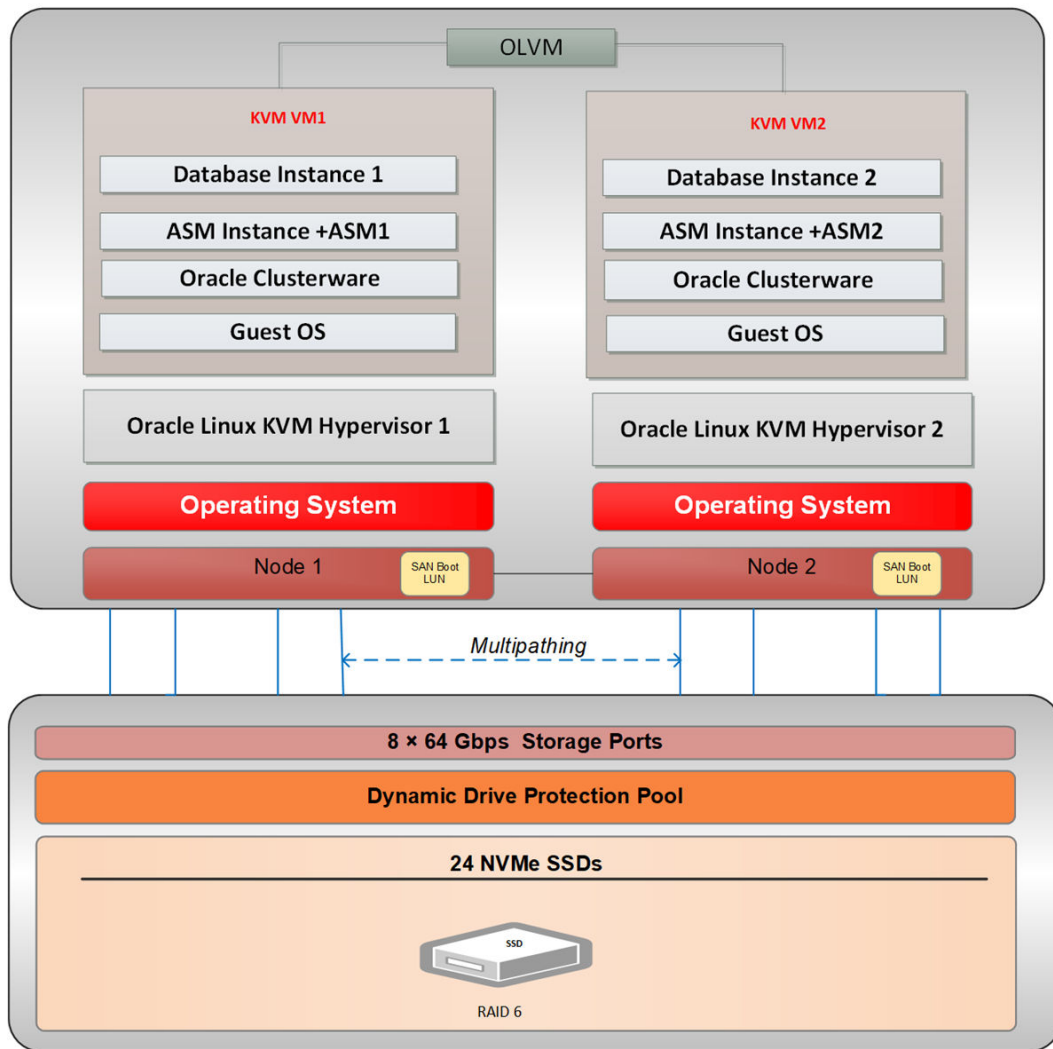 OLVM
KVM VM1
Database Instance 1
ASM Instance +ASM1
Oracle Clusterware
Guest OS
Oracle Linux KVM Hypervisor 1
Operating System
Node 1
SAN Boot
LUN
KVM VM2
Database Instance 2
ASM Instance +ASM2
Oracle Clusterware
Guest OS
Oracle Linux KVM Hypervisor 2
Operating System
Node 2
SAN Boot
LUN
Multipathing
8 × 64 Gbps Storage Ports
Dynamic Drive Protection Pool
24 NVMe SSDs
SSD
RAID 6